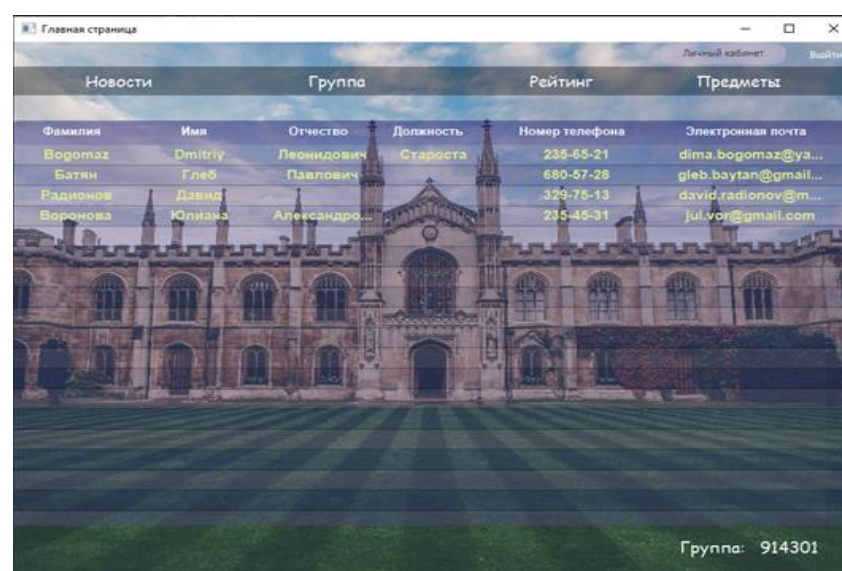 Главная страница
Личный кабинет Выйти
Новости Группа Рейтинг Предметы
Фамилия Имя Отчество Должность Номер телефона Электронная почта
Bogomaz Dmitriy Леонидович Староста 235-65-21 dima.bogomaz@ya...
Батян Глеб Павлович 680-57-28 gleb.baytan@gmail...
Радионов Давид 329-75-13 david.radionov@m...
Воронова Юлиана Александро... 235-45-31 jul.vor@gmail.com
Группа: 914301